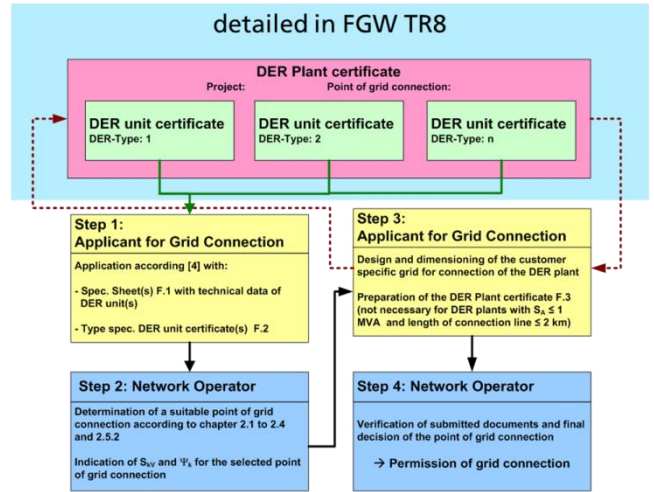 detailed in FGW TR8
DER Plant certificate
Project: Point of grid connection:
DER unit certificate
DER-Type: 1
DER unit certificate
DER-Type: 2
DER unit certificate
DER-Type: n
Step 1:
Applicant for Grid Connection
Application according [4] with:
- Spec. Sheet(s) F.1 with technical data of
DER unit(s)
- Type spec. DER unit certificate(s) F.2
Step 2: Network Operator
Determination of a suitable point of grid
connection according to chapter 2.1 to 2.4
and 2.5.2
Indication of SkV and Ψk for the selected point
of grid connection
Step 3:
Applicant for Grid Connection
Design and dimensioning of the customer
specific grid for connection of the DER plant
Preparation of the DER Plant certificate F.3
(not necessary for DER plants with SA ≤ 1
MVA and length of connection line ≤ 2 km)
Step 4: Network Operator
Verification of submitted documents and final
decision of the point of grid connection
→ Permission of grid connection